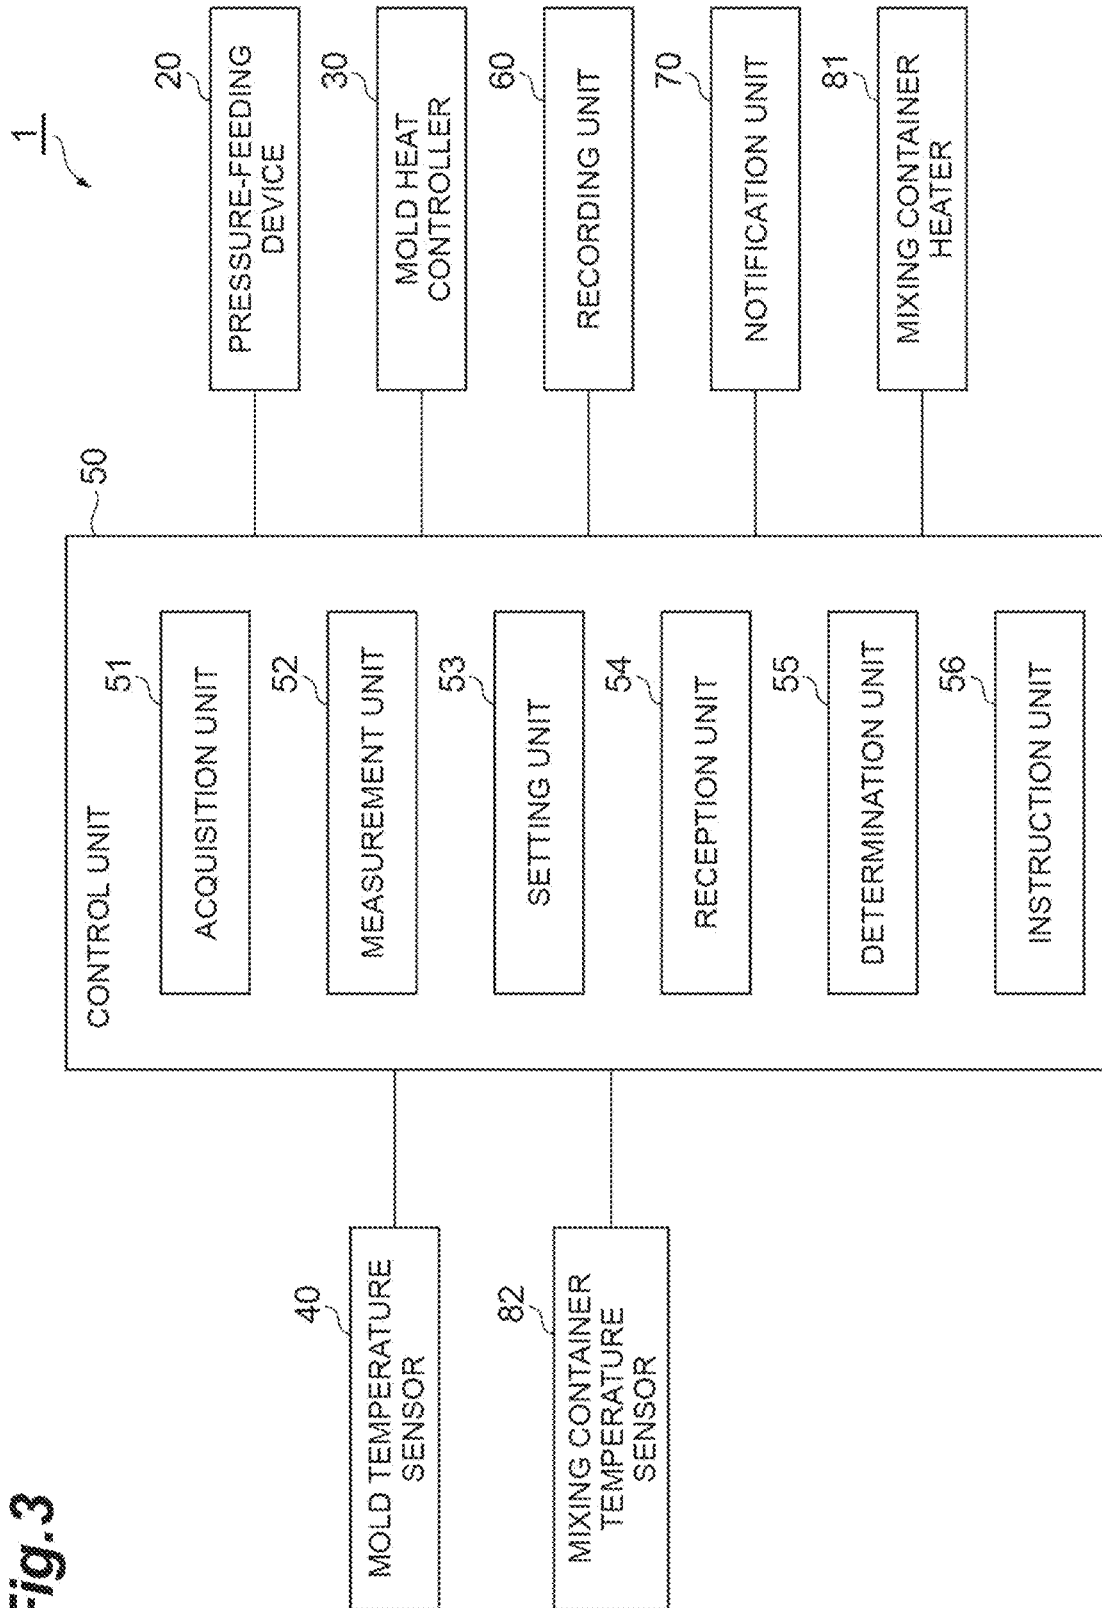 Fig.3
1
40
MOLD TEMPERATURE
SENSOR
82
MIXING CONTAINER
TEMPERATURE
SENSOR
50
CONTROL UNIT
51
ACQUISITION UNIT
52
MEASUREMENT UNIT
53
SETTING UNIT
54
RECEPTION UNIT
55
DETERMINATION UNIT
56
INSTRUCTION UNIT
20
PRESSURE-FEEDING
DEVICE
30
MOLD HEAT
CONTROLLER
60
RECORDING UNIT
70
NOTIFICATION UNIT
81
MIXING CONTAINER
HEATER